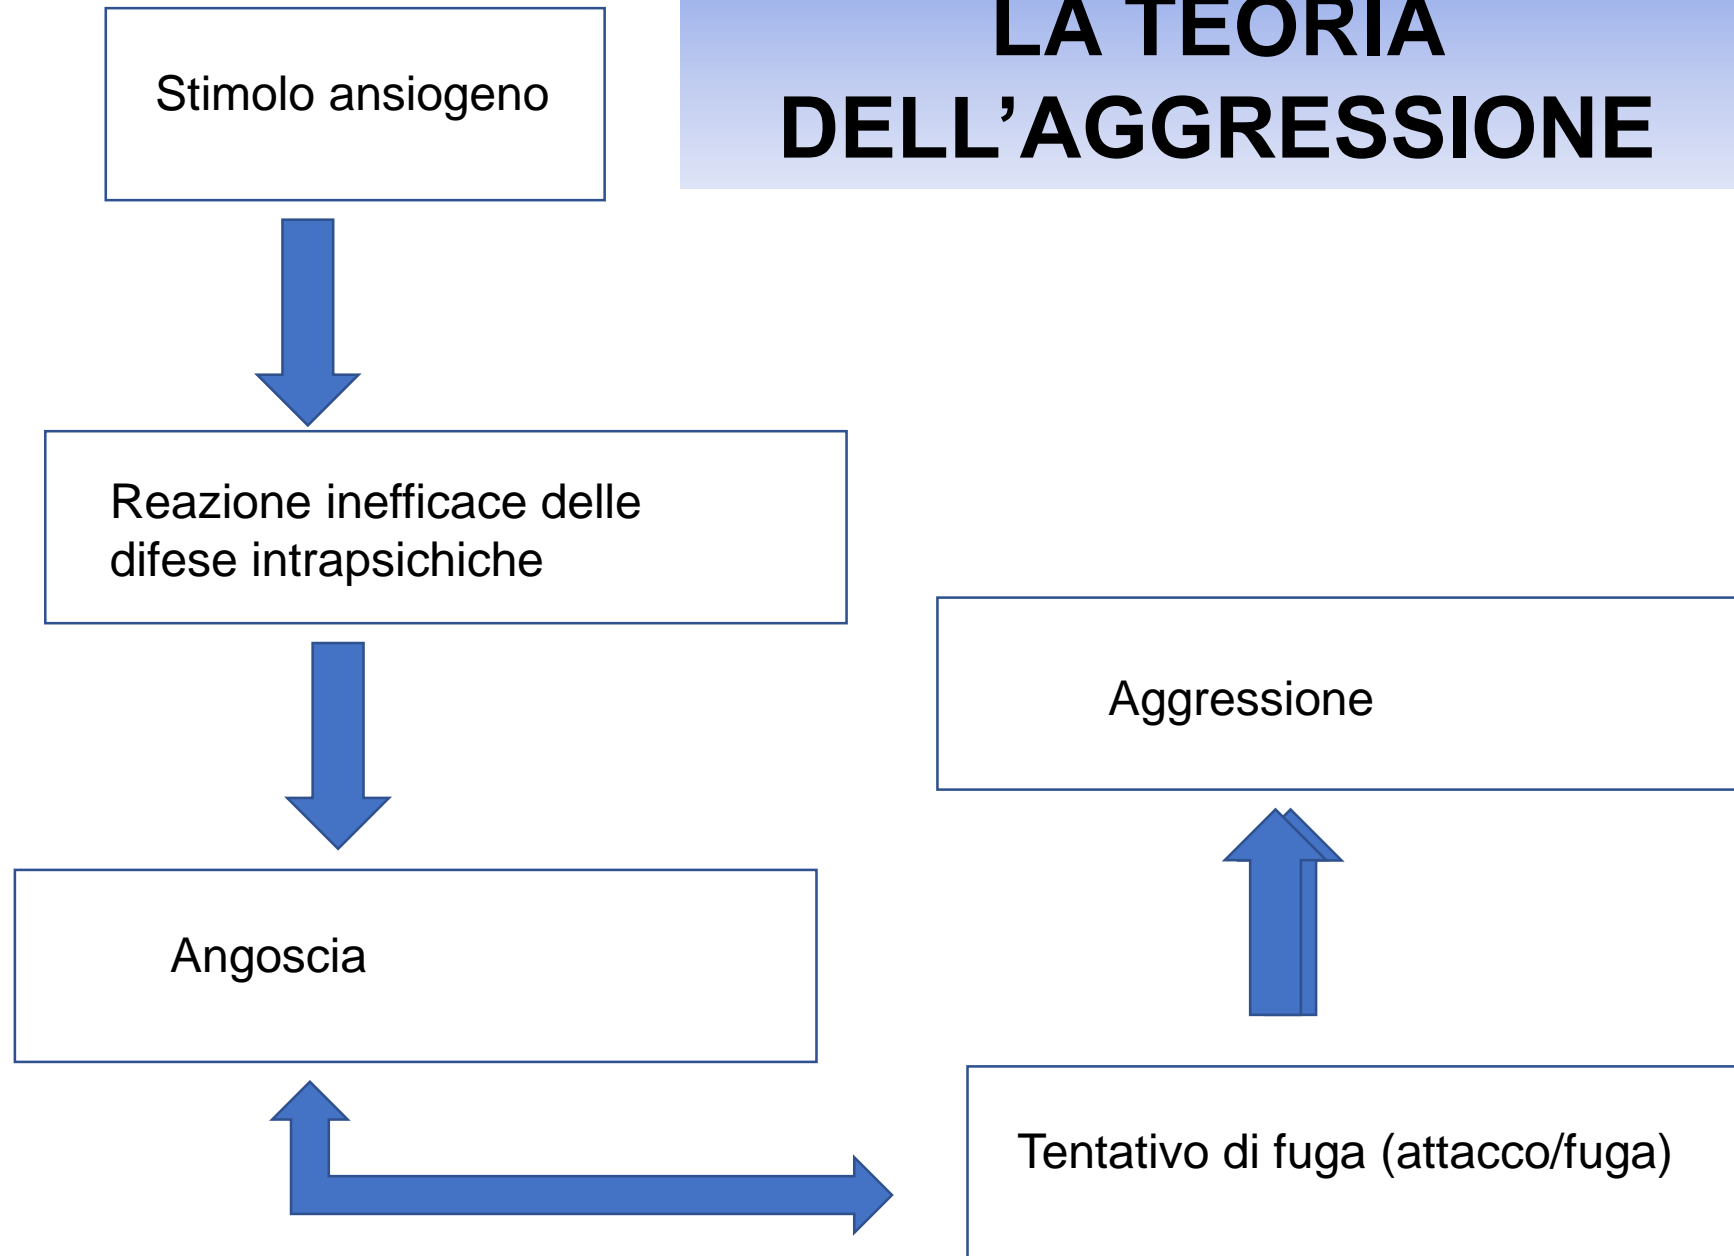 LA TEORIA
DELL’AGGRESSIONE
Stimolo ansiogeno
Reazione inefficace delle
difese intrapsichiche
Angoscia
Tentativo di fuga (attacco/fuga)
Aggressione